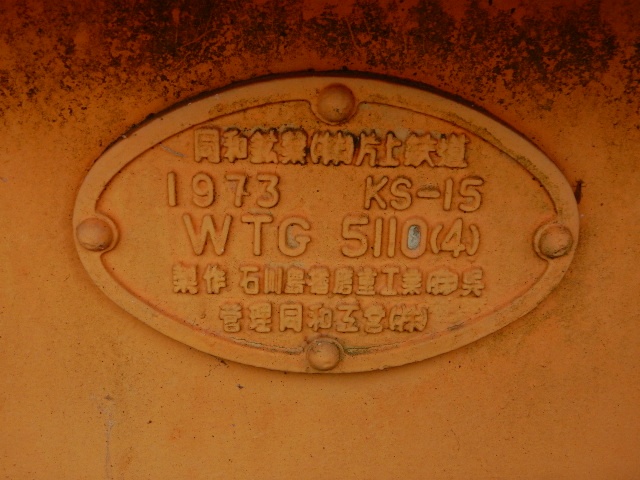 同和鉱業(株)片上鉄道
1973 KS-15
WTG 5110(4)
製作 石川島播磨重工業(株)呉
管理 同和工営(株)